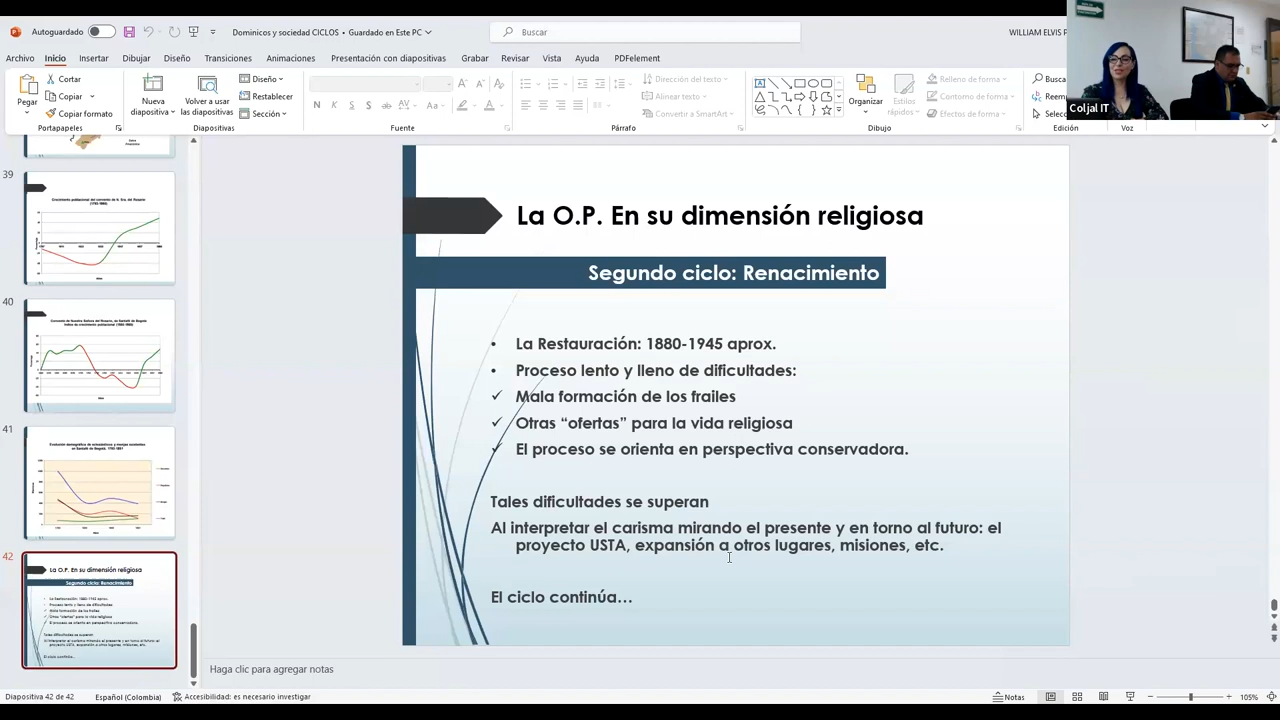 Autoguardado
Dominicos y sociedad CICLOS • Guardado en Este PC
Buscar
WILLIAM ELVIS P
Archivo Inicio Insertar Dibujar Diseño Transiciones Animaciones Presentación con diapositivas Grabar Revisar Vista Ayuda PDFelement
Pegar
Cortar
Copiar
Copiar formato
Portapapeles
Nueva
diapositiva
Volver a usar
las diapositivas
Diseño
Restablecer
Sección
Diapositivas
Fuente
Dirección del texto
Alinear texto
Convertir a SmartArt
Párrafo
Organizar
Estilos
rápidos
Relleno de forma
Contorno de forma
Efectos de forma
Dibujo
Busca
Reem
Selecc
Edición
Voz
Coljal IT
39
40
41
42
La O.P. En su dimensión religiosa
Segundo ciclo: Renacimiento
• La Restauración: 1880-1945 aprox.
• Proceso lento y lleno de dificultades:
✓ Mala formación de los frailes
✓ Otras “ofertas” para la vida religiosa
✓ El proceso se orienta en perspectiva conservadora.
Tales dificultades se superan
Al interpretar el carisma mirando el presente y en torno al futuro: el
proyecto USTA, expansión a otros lugares, misiones, etc.
El ciclo continúa…
Haga clic para agregar notas
Diapositiva 42 de 42 Español (Colombia) Accesibilidad: es necesario investigar
Notas
105%